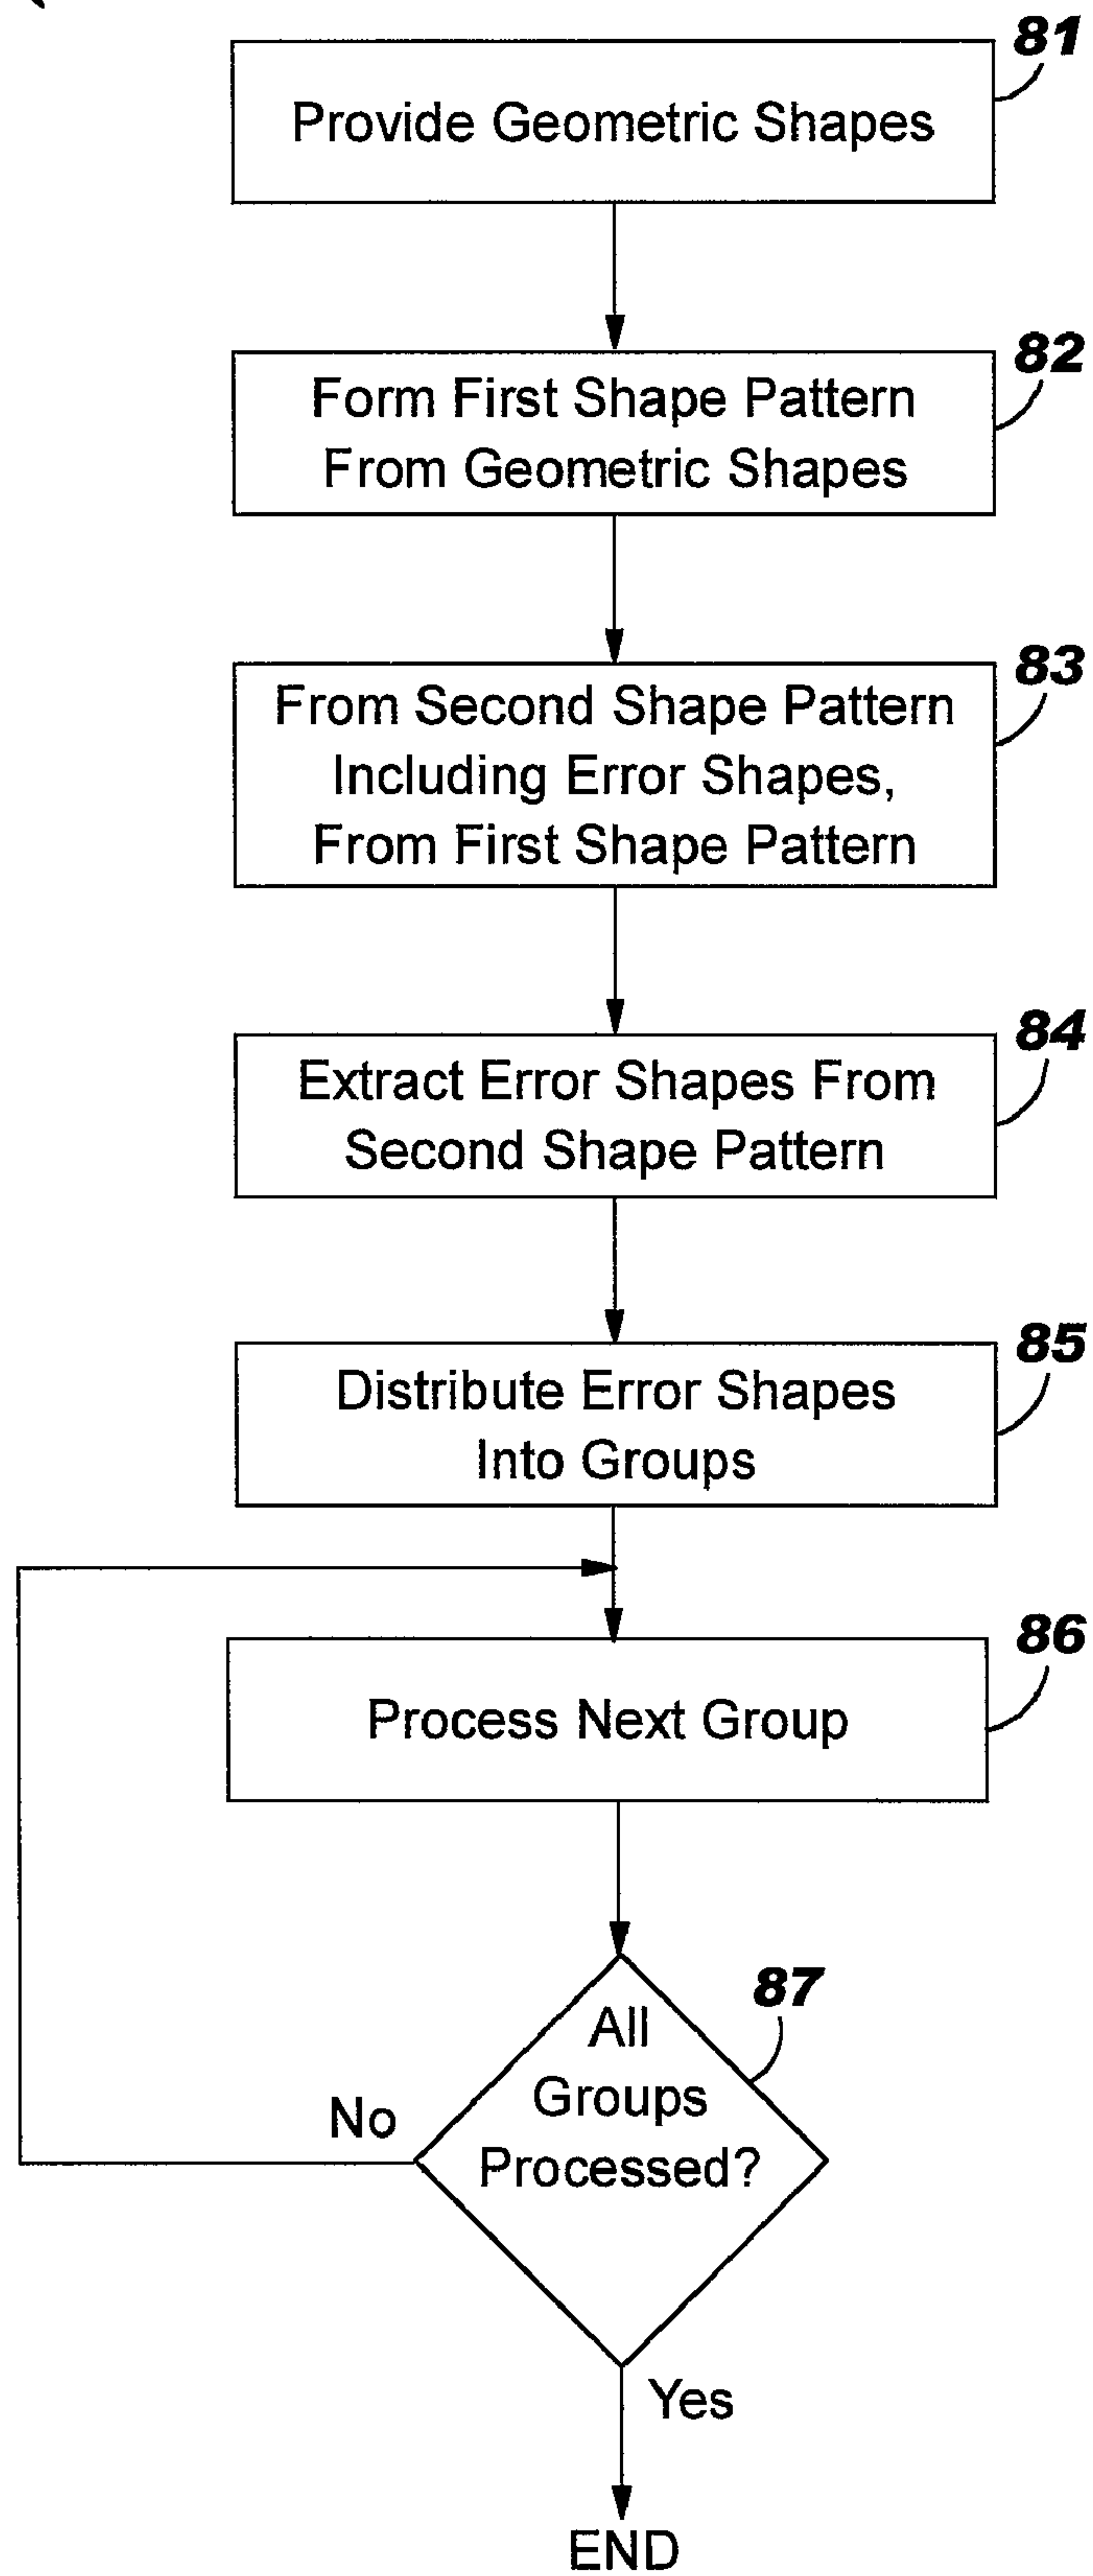 81
Provide Geometric Shapes
82
Form First Shape Pattern
From Geometric Shapes
83
From Second Shape Pattern
Including Error Shapes,
From First Shape Pattern
84
Extract Error Shapes From
Second Shape Pattern
85
Distribute Error Shapes
Into Groups
86
Process Next Group
87
All
Groups
Processed?
No
Yes
END